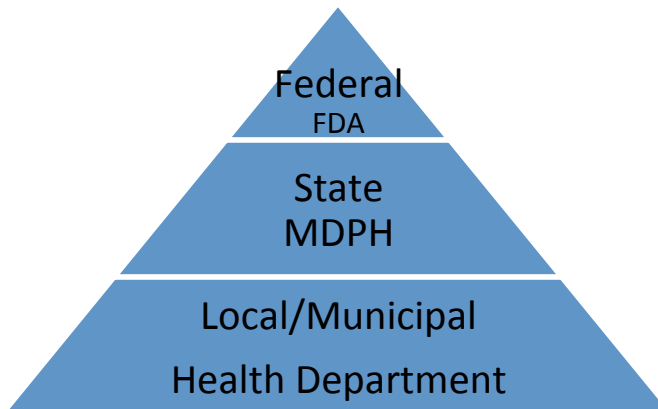 Federal
FDA
State
MDPH
Local/Municipal
Health Department